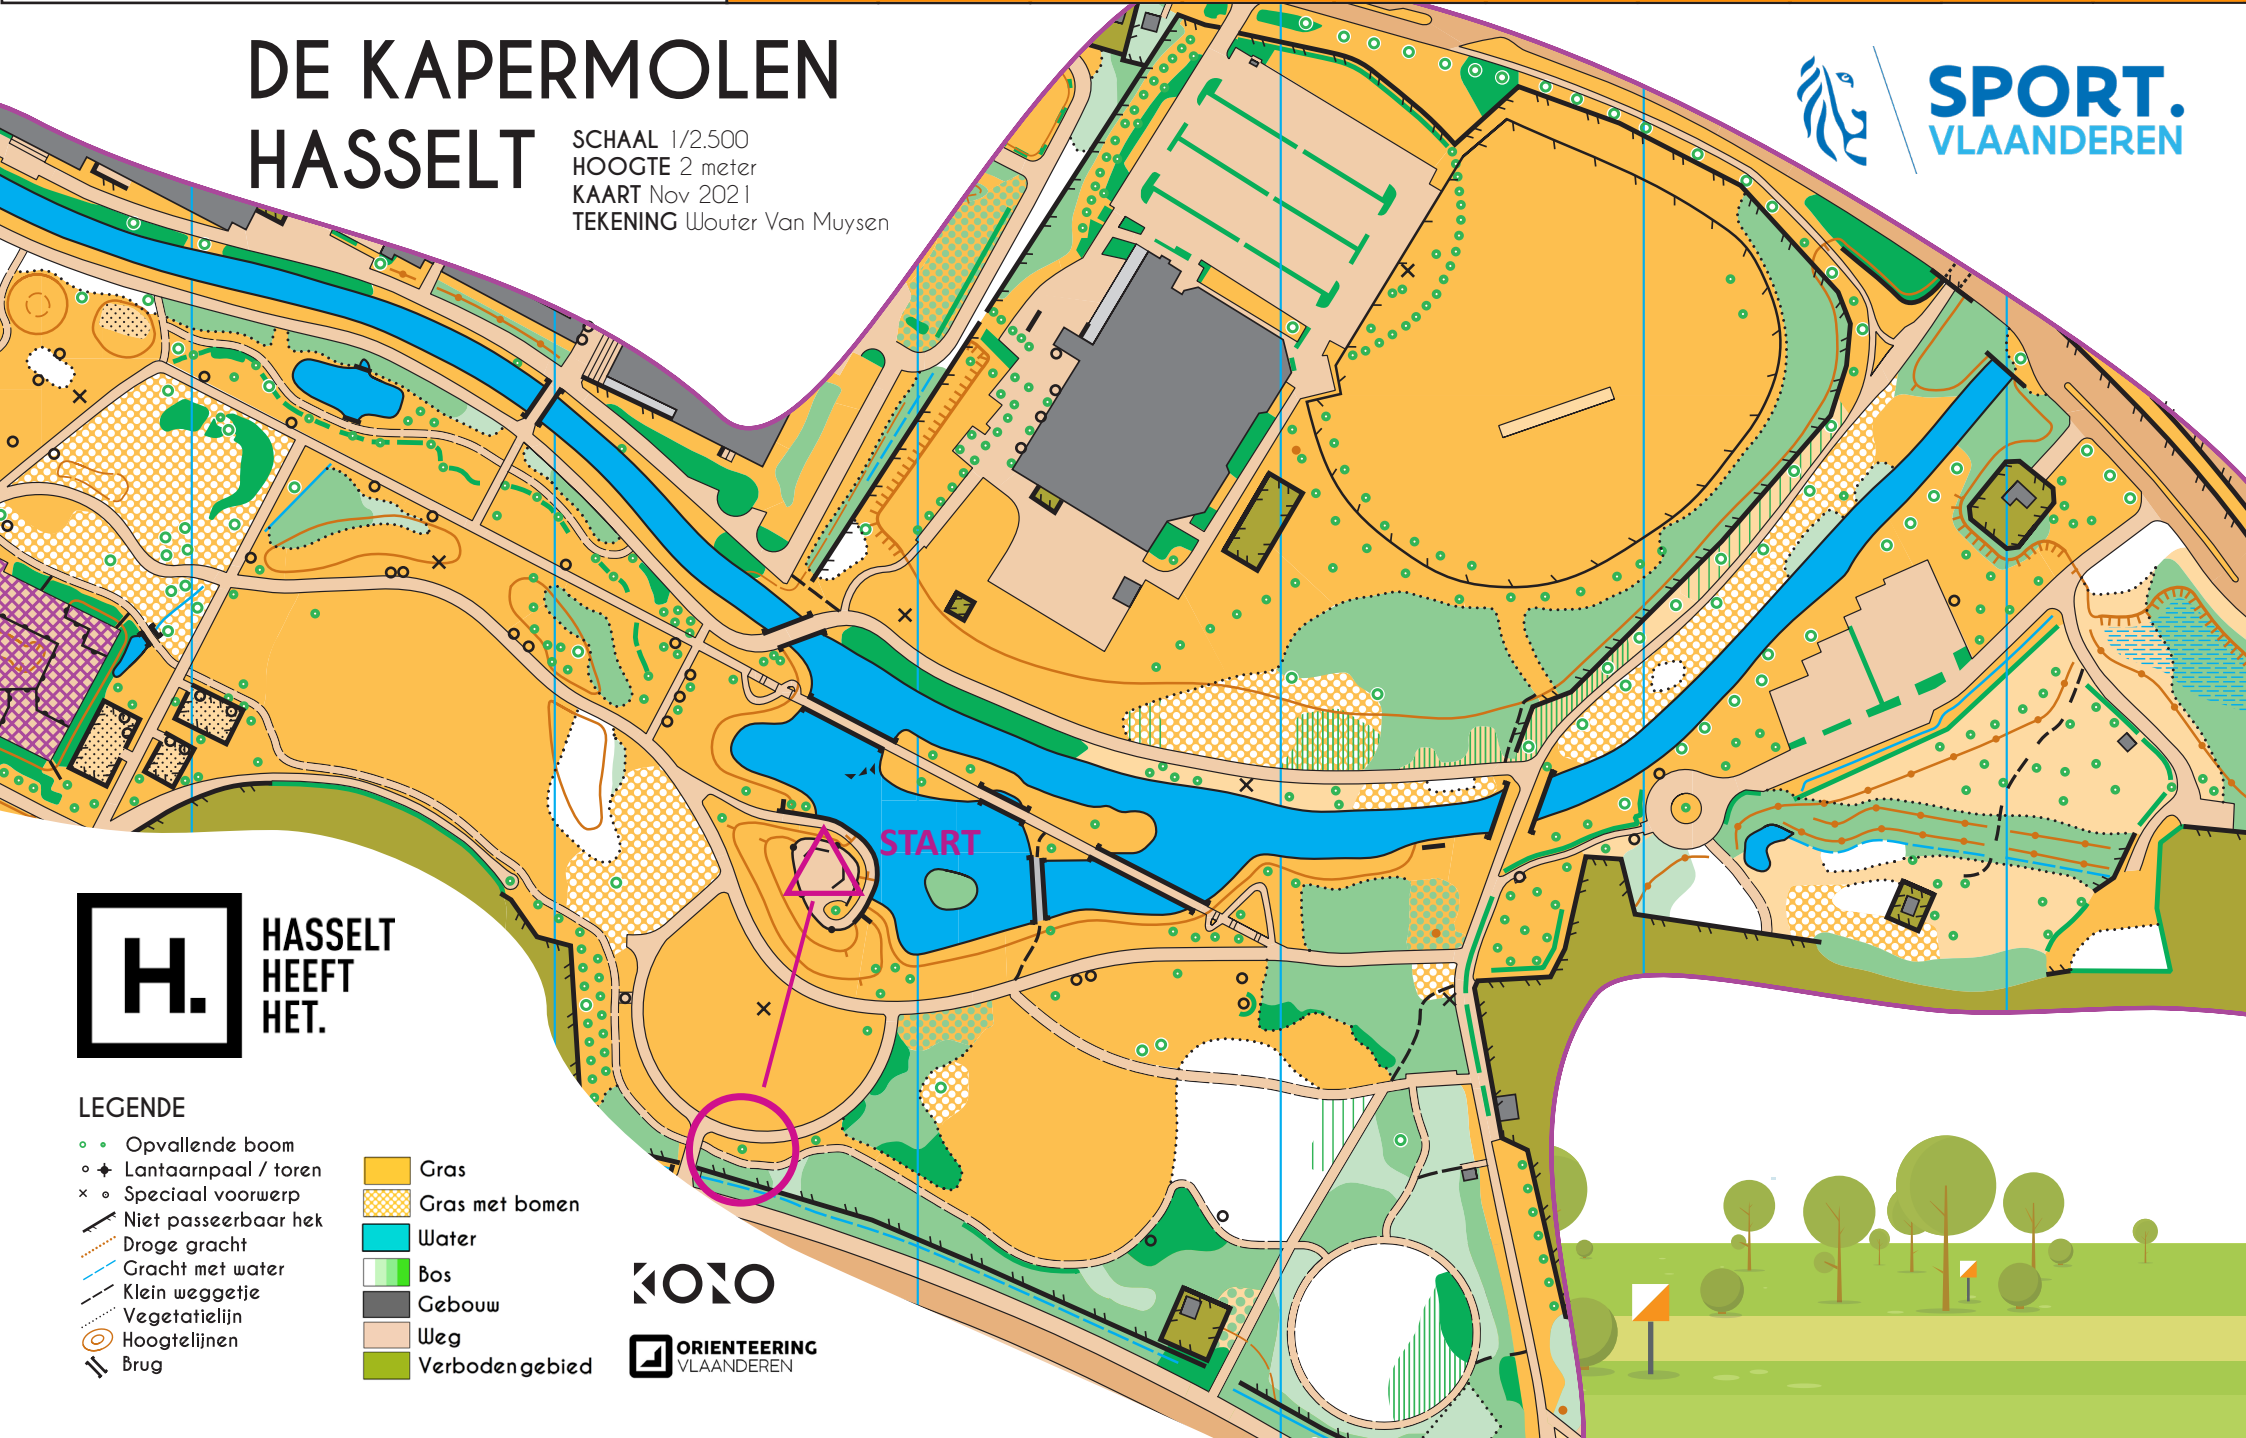 DE KAPERMOLEN
HASSELT
SCHAAL 1/2.500
HOOGTE 2 meter
KAART Nov 2021
TEKENING Wouter Van Muysen
SPORT.
VLAANDEREN
START
H.
HASSELT
HEEFT
HET.
LEGENDE
Opvallende boom
Lantaarnpaal / toren
Speciaal voorwerp
Niet passeerbaar hek
Droge gracht
Gracht met water
Klein weggetje
Vegetatielijn
Hoogtelijnen
Brug
Gras
Gras met bomen
Water
Bos
Gebouw
Weg
Verboden gebied
KOKO
ORIENTEERING
VLAANDEREN